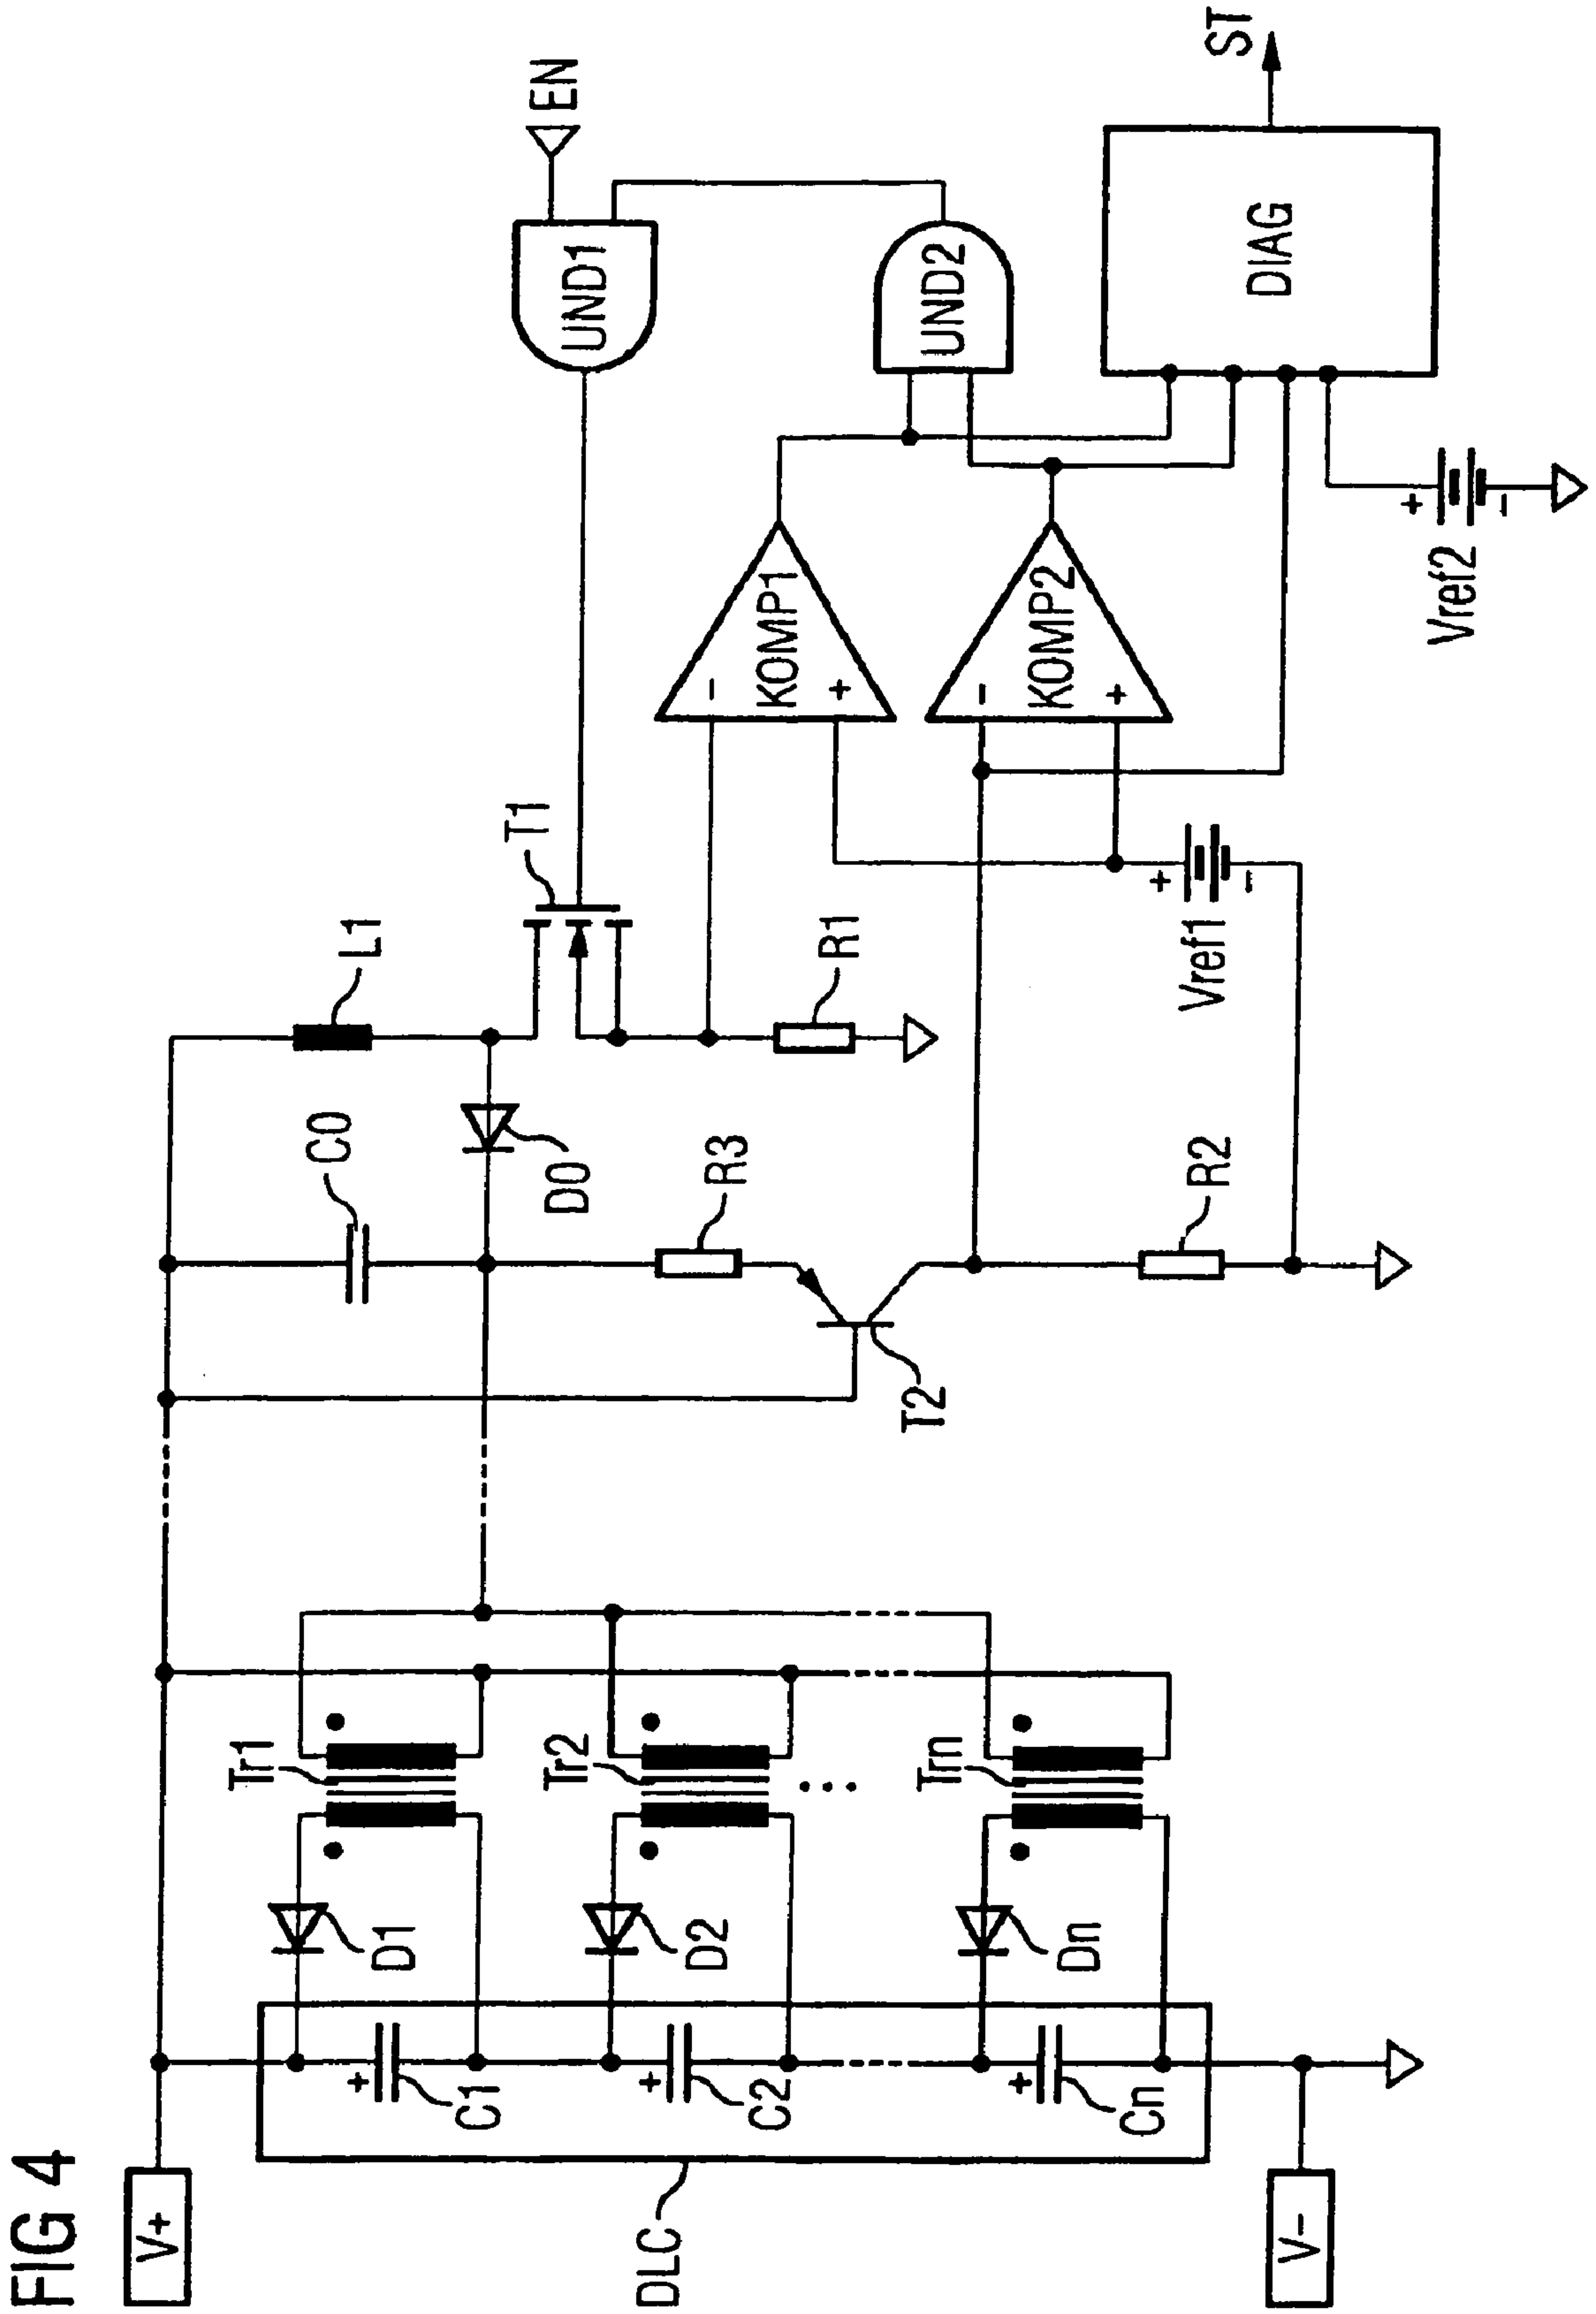 FIG 4
V+
DLC
V-
C1
C2
Cn
+
+
+
D1
D2
Dn
Tr1
Tr2
Trn
...
T2
C0
D0
R3
R2
L1
T1
R1
Vref1
+
-
-
KOMP1
+
-
KOMP2
+
Vref2
+
-
UND1
UND2
DIAG
EN
ST